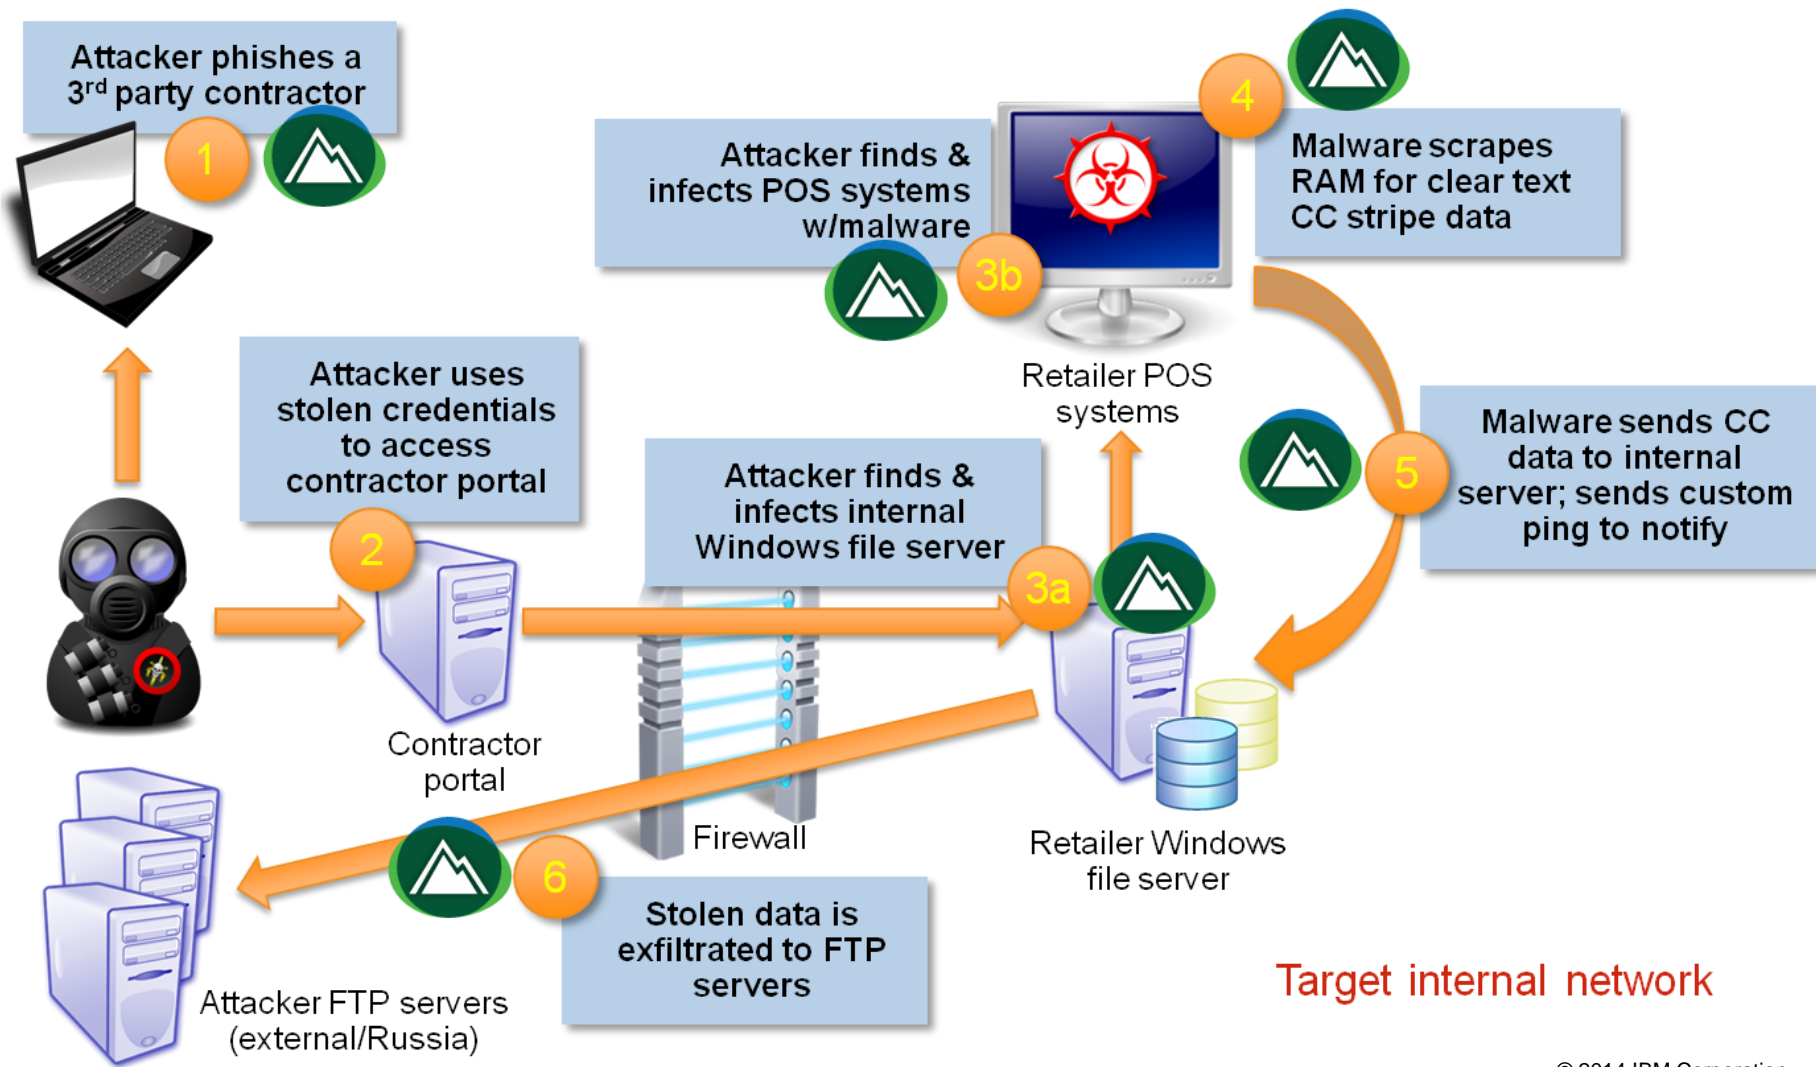 Attacker phishes a
3rd party contractor
1
4
Malware scrapes
RAM for clear text
CC stripe data
Attacker finds &
infects POS systems
w/malware
3b
Retailer POS
systems
Attacker uses
stolen credentials
to access
contractor portal
2
Attacker finds &
infects internal
Windows file server
3a
5
Malware sends CC
data to internal
server; sends custom
ping to notify
Contractor
portal
Firewall
Retailer Windows
file server
6
Stolen data is
exfiltrated to FTP
servers
Attacker FTP servers
(external/Russia)
Target internal network
© 2014 IBM Corporation